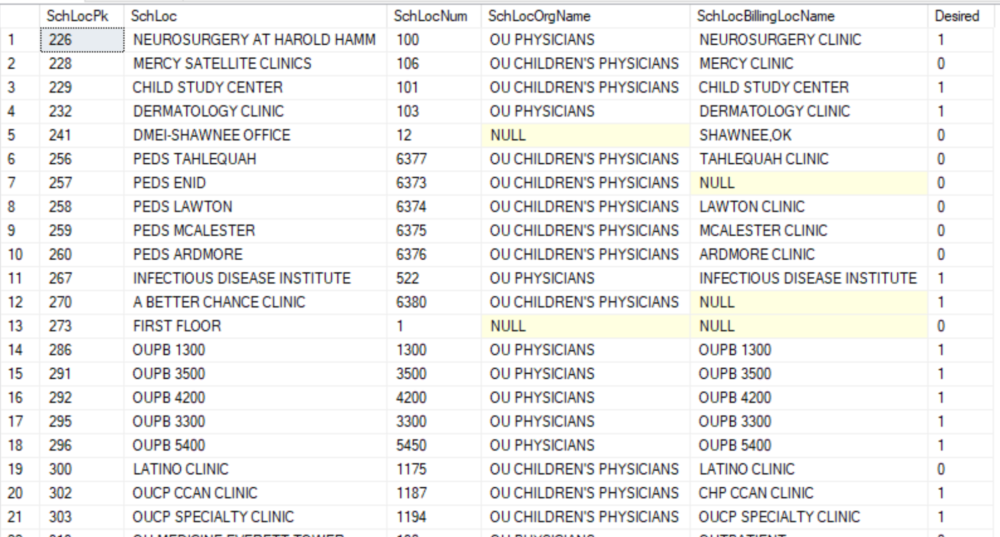 SchLocPk SchLoc SchLocNum SchLocOrgName SchLocBillingLocName Desired
1 226 NEUROSURGERY AT HAROLD HAMM 100 OU PHYSICIANS NEUROSURGERY CLINIC 1
2 228 MERCY SATELLITE CLINICS 106 OU CHILDREN'S PHYSICIANS MERCY CLINIC 0
3 229 CHILD STUDY CENTER 101 OU CHILDREN'S PHYSICIANS CHILD STUDY CENTER 1
4 232 DERMATOLOGY CLINIC 103 OU PHYSICIANS DERMATOLOGY CLINIC 1
5 241 DMEI-SHAWNEE OFFICE 12 NULL SHAWNEE,OK 0
6 256 PEDS TAHLEQUAH 6377 OU CHILDREN'S PHYSICIANS TAHLEQUAH CLINIC 0
7 257 PEDS ENID 6373 OU CHILDREN'S PHYSICIANS NULL 0
8 258 PEDS LAWTON 6374 OU CHILDREN'S PHYSICIANS LAWTON CLINIC 0
9 259 PEDS MCALESTER 6375 OU CHILDREN'S PHYSICIANS MCALESTER CLINIC 0
10 260 PEDS ARDMORE 6376 OU CHILDREN'S PHYSICIANS ARDMORE CLINIC 0
11 267 INFECTIOUS DISEASE INSTITUTE 522 OU PHYSICIANS INFECTIOUS DISEASE INSTITUTE 1
12 270 A BETTER CHANCE CLINIC 6380 OU CHILDREN'S PHYSICIANS NULL 1
13 273 FIRST FLOOR 1 NULL NULL 0
14 286 OUPB 1300 1300 OU PHYSICIANS OUPB 1300 1
15 291 OUPB 3500 3500 OU PHYSICIANS OUPB 3500 1
16 292 OUPB 4200 4200 OU PHYSICIANS OUPB 4200 1
17 295 OUPB 3300 3300 OU PHYSICIANS OUPB 3300 1
18 296 OUPB 5400 5450 OU PHYSICIANS OUPB 5400 1
19 300 LATINO CLINIC 1175 OU CHILDREN'S PHYSICIANS LATINO CLINIC 0
20 302 OUCP CCAN CLINIC 1187 OU CHILDREN'S PHYSICIANS CHP CCAN CLINIC 1
21 303 OUCP SPECIALTY CLINIC 1194 OU CHILDREN'S PHYSICIANS OUCP SPECIALTY CLINIC 1
OU MEDICINE EVERETT TOWER OU PHYSICIANS OUTPATIENT